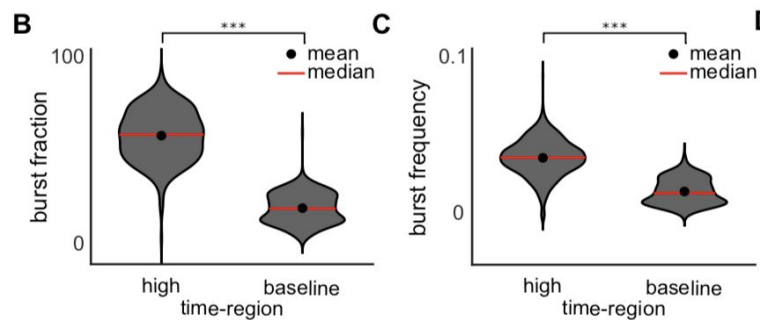 B
***
100
mean
median
burst fraction
0
high
baseline
time-region
C
***
0.1
mean
median
burst frequency
0
high
baseline
time-region